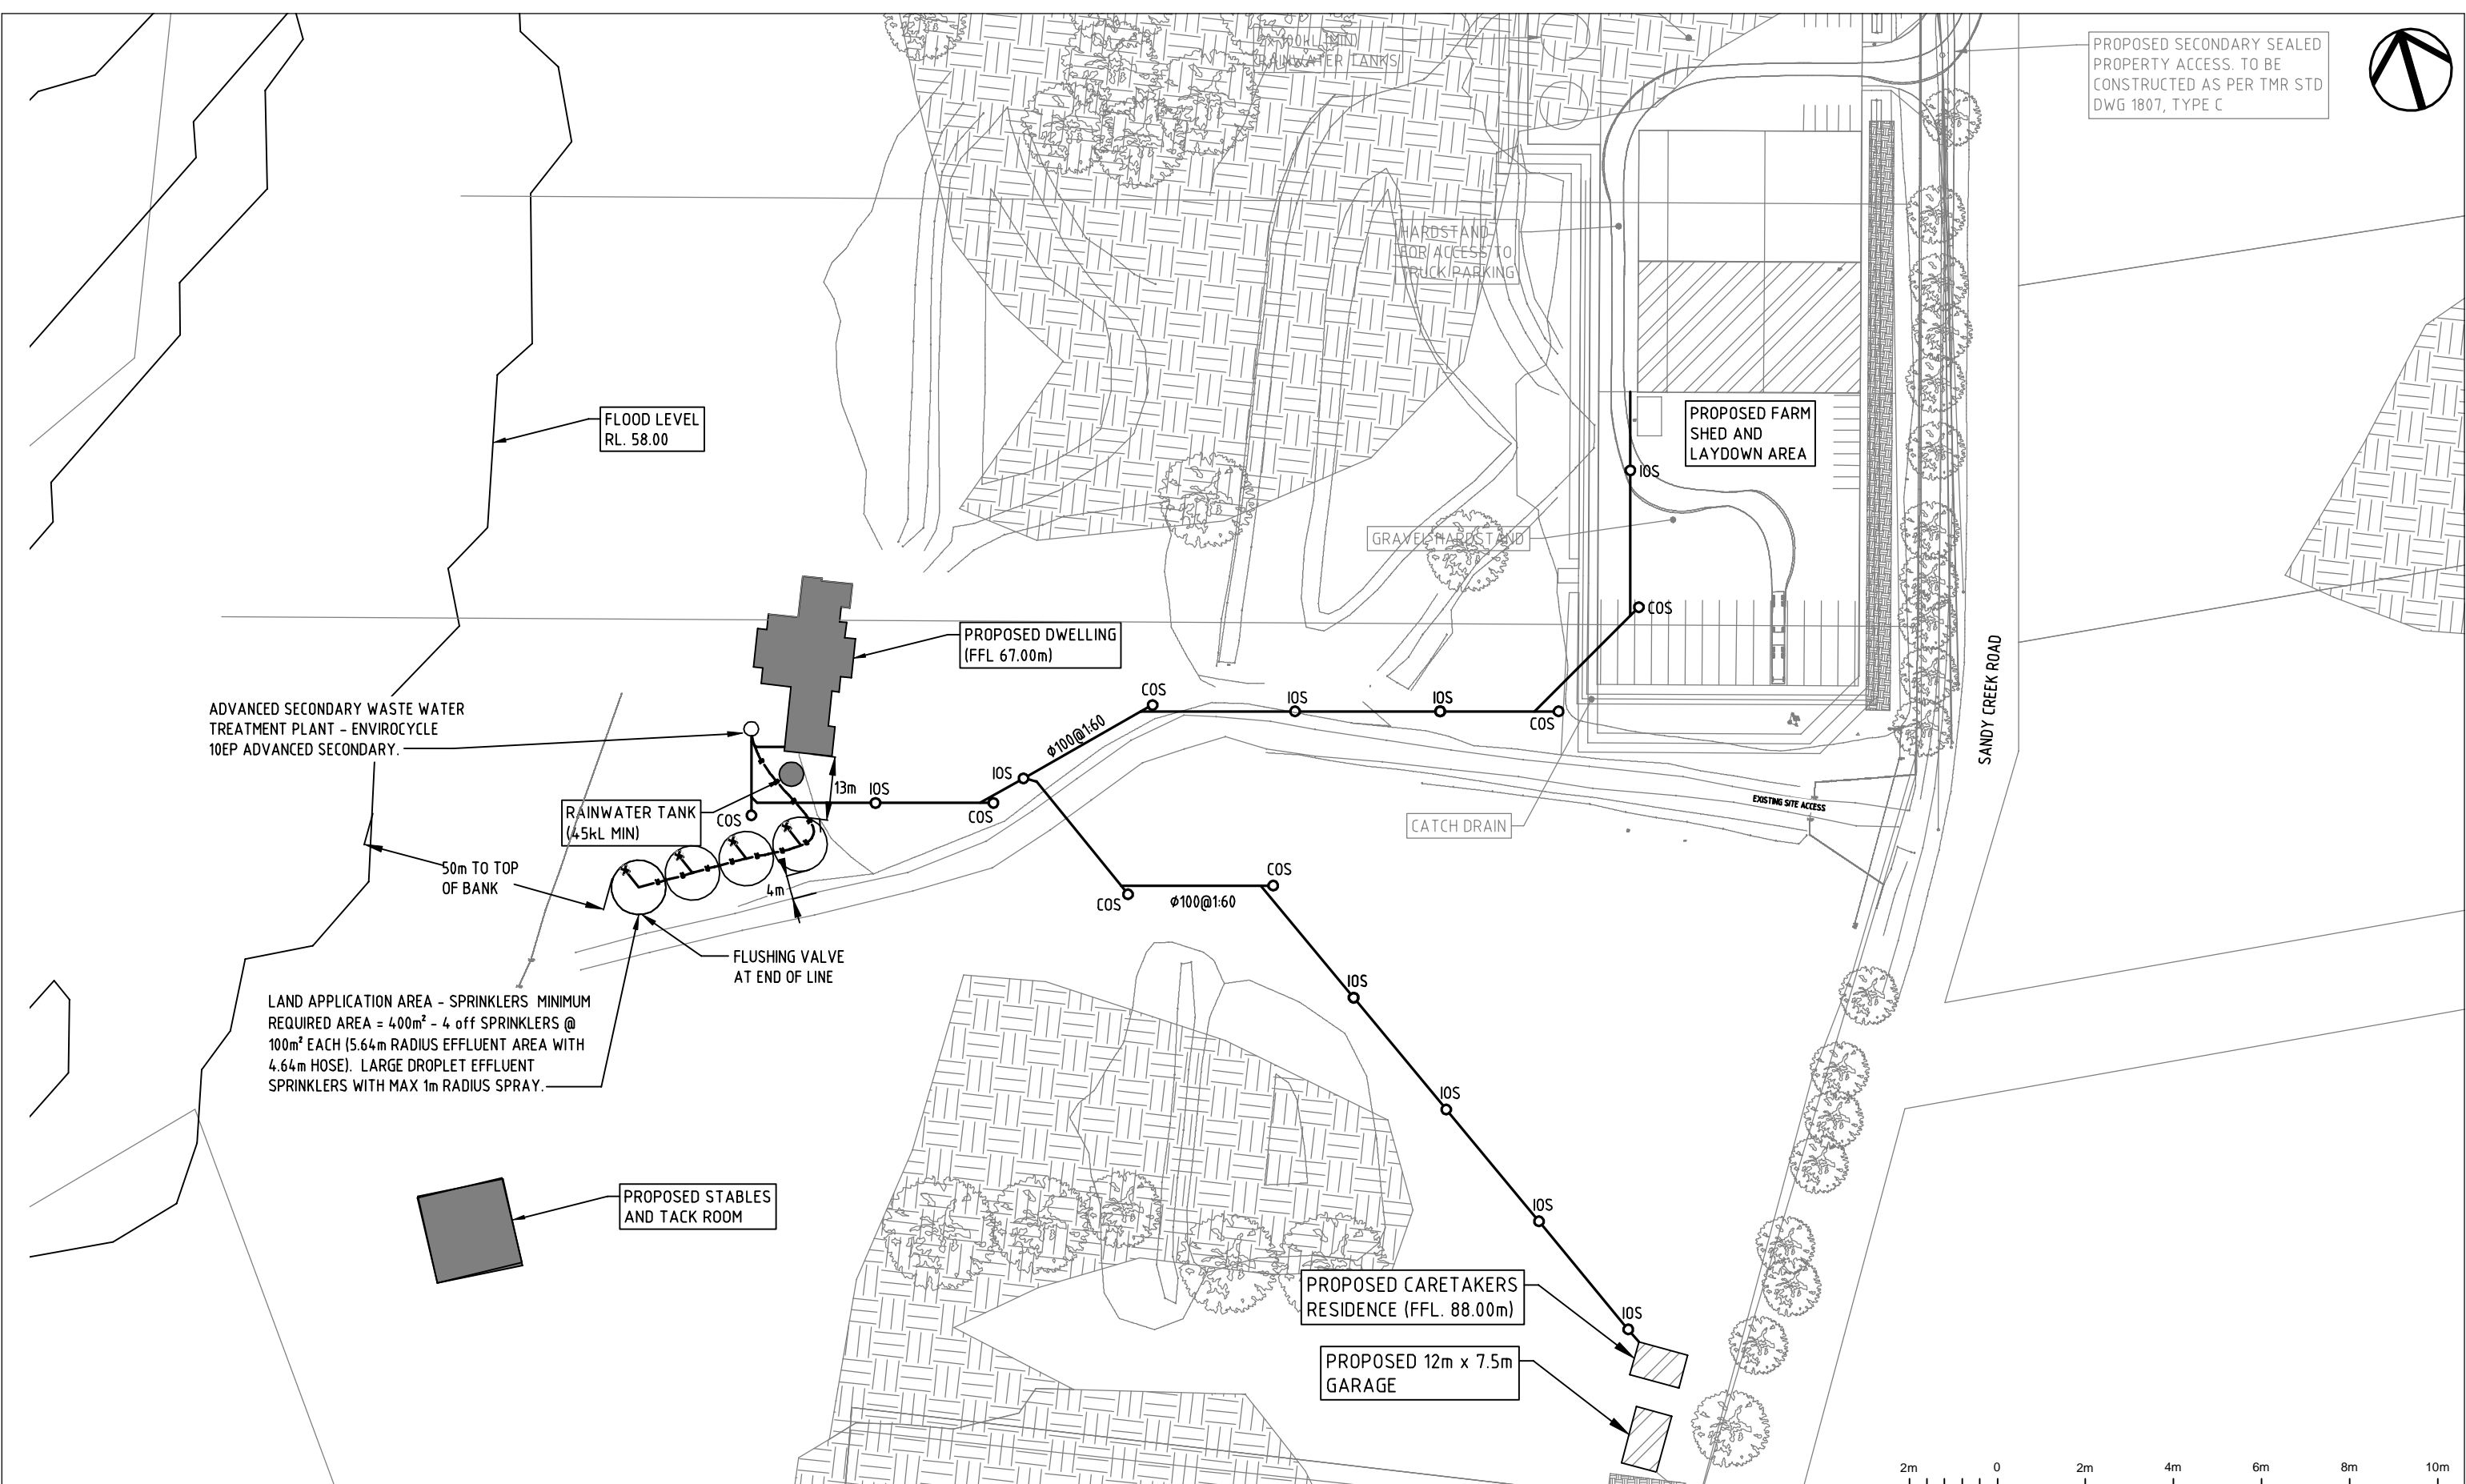 2x 100kL (MIN)
RAINWATER TANKS
PROPOSED SECONDARY SEALED
PROPERTY ACCESS. TO BE
CONSTRUCTED AS PER TMR STD
DWG 1807, TYPE C
HARDSTAND
FOR ACCESS TO
TRUCK PARKING
FLOOD LEVEL
RL. 58.00
PROPOSED FARM
SHED AND
LAYDOWN AREA
IOS
GRAVEL HARDSTAND
COS
PROPOSED DWELLING
(FFL 67.00m)
SANDY CREEK ROAD
ADVANCED SECONDARY WASTE WATER
TREATMENT PLANT - ENVIROCYCLE
10EP ADVANCED SECONDARY.
COS
IOS
IOS
COS
Ø100@1:60
IOS
13m
IOS
COS
COS
RAINWATER TANK
(45kL MIN)
EXISTING SITE ACCESS
CATCH DRAIN
50m TO TOP
OF BANK
4m
COS
COS
Ø100@1:60
FLUSHING VALVE
AT END OF LINE
LAND APPLICATION AREA - SPRINKLERS MINIMUM
REQUIRED AREA = 400m² - 4 off SPRINKLERS @
100m² EACH (5.64m RADIUS EFFLUENT AREA WITH
4.64m HOSE). LARGE DROPLET EFFLUENT
SPRINKLERS WITH MAX 1m RADIUS SPRAY.
IOS
IOS
IOS
IOS
PROPOSED STABLES
AND TACK ROOM
PROPOSED CARETAKERS
RESIDENCE (FFL. 88.00m)
PROPOSED 12m x 7.5m
GARAGE
2m 0 2m 4m 6m 8m 10m